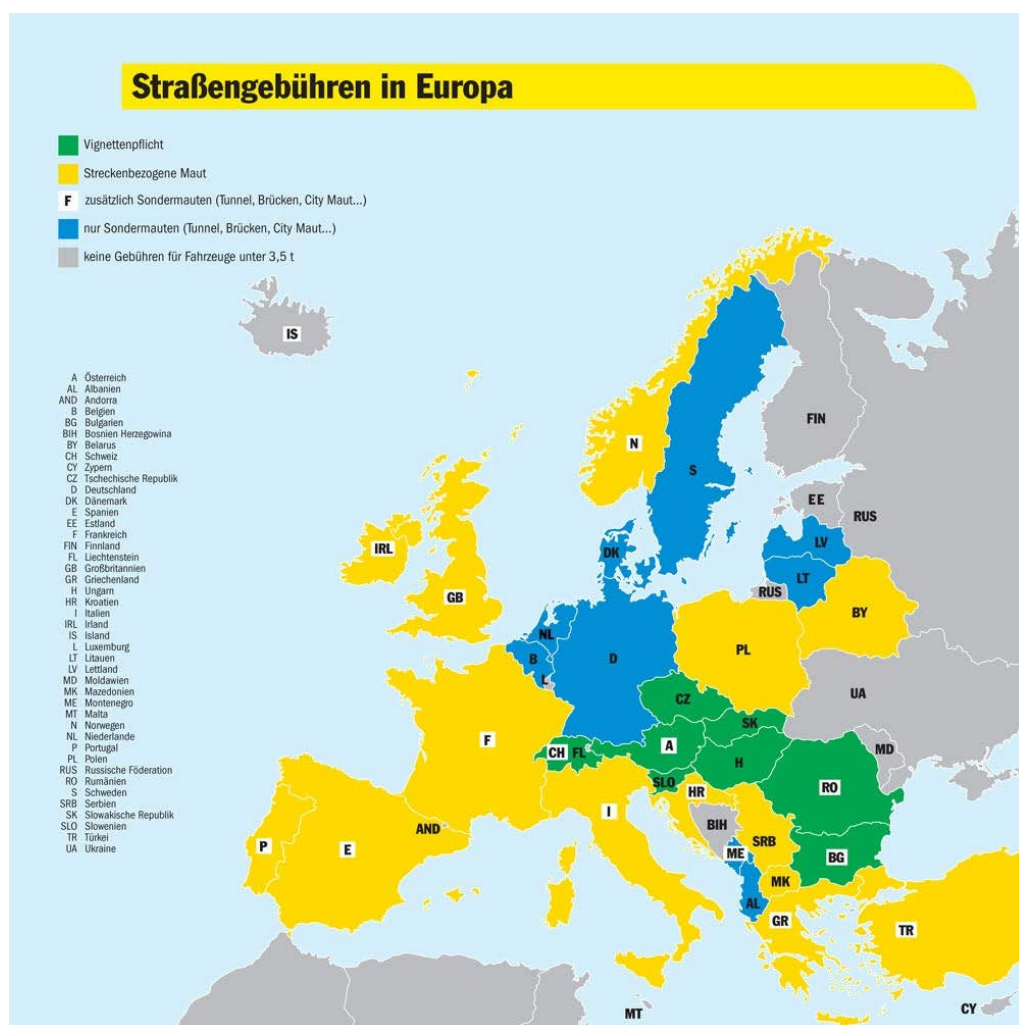 Straßengebühren in Europa
Vignettenpflicht
Streckenbezogene Maut
F zusätzlich Sondermauten (Tunnel, Brücken, City Maut...)
nur Sondermauten (Tunnel, Brücken, City Maut...)
keine Gebühren für Fahrzeuge unter 3,5 t
IS
A Österreich
AL Albanien
AND Andorra
B Belgien
BG Bulgarien
BIH Bosnien Herzegowina
BY Belarus
CH Schweiz
CY Zypern
CZ Tschechische Republik
D Deutschland
DK Dänemark
E Spanien
EE Estland
F Frankreich
FIN Finnland
FL Liechtenstein
GB Großbritannien
GR Griechenland
H Ungarn
HR Kroatien
I Italien
IRL Irland
IS Island
L Luxemburg
LT Litauen
LV Lettland
MD Moldawien
MK Mazedonien
ME Montenegro
MT Malta
N Norwegen
NL Niederlande
P Portugal
PL Polen
RUS Russische Föderation
RO Rumänien
S Schweden
SRB Serbien
SK Slowakische Republik
SLO Slowenien
TR Türkei
UA Ukraine
FIN
N
S
EE
RUS
LV
IRL
DK
LT
RUS
GB
BY
NL
PL
B
D
L
UA
CZ
SK
F
CH FL
A
H
MD
SLO
RO
HR
I
BIH
AND
SRB
P
E
ME
BG
MK
AL
GR
TR
MT
CY